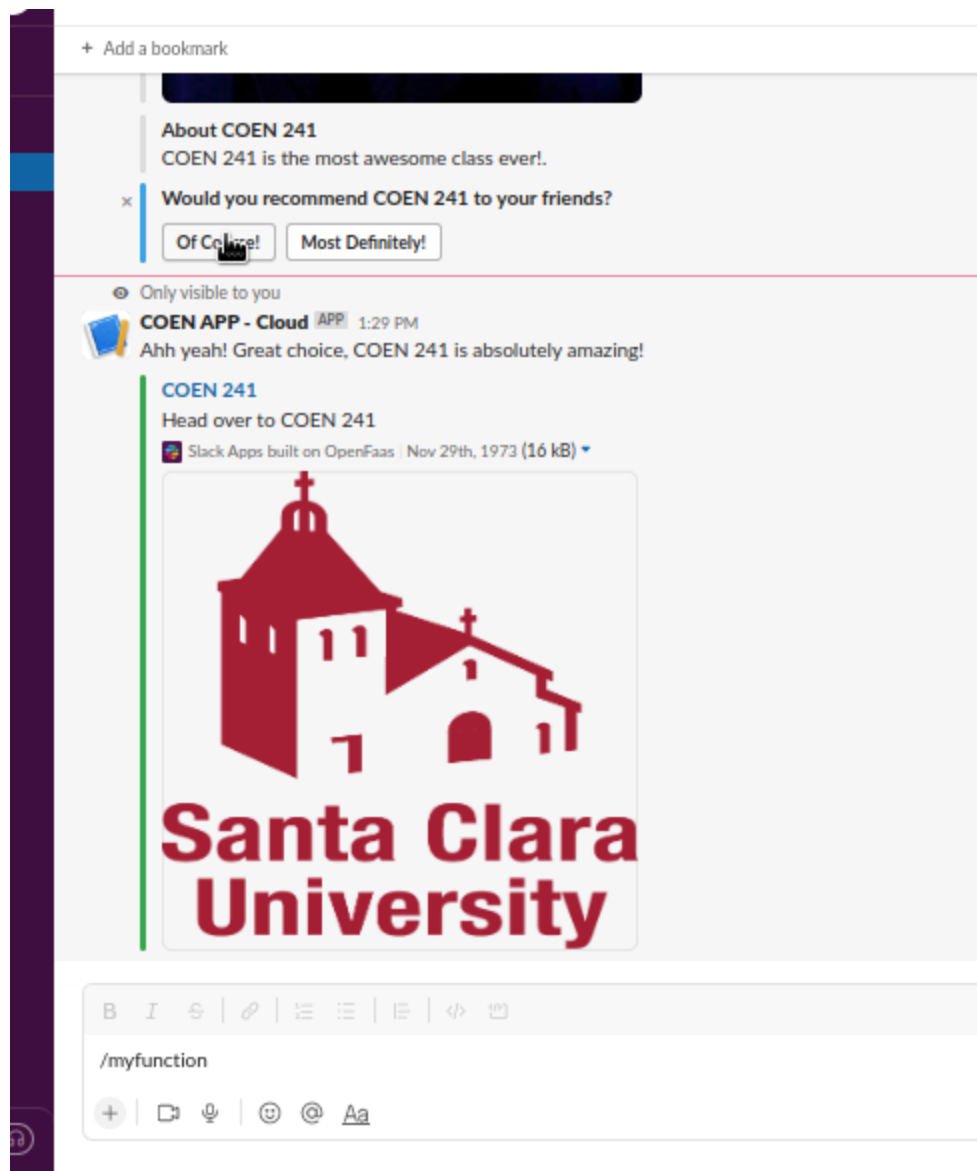 + Add a bookmark
About COEN 241
COEN 241 is the most awesome class ever!.
× Would you recommend COEN 241 to your friends?
Of Co  e! Most Definitely!
Only visible to you
COEN APP - Cloud APP 1:29 PM
Ahh yeah! Great choice, COEN 241 is absolutely amazing!
COEN 241
Head over to COEN 241
Slack Apps built on OpenFaas | Nov 29th, 1973 (16 kB)
Santa Clara
University
B I S
/myfunction
+ @ Aa